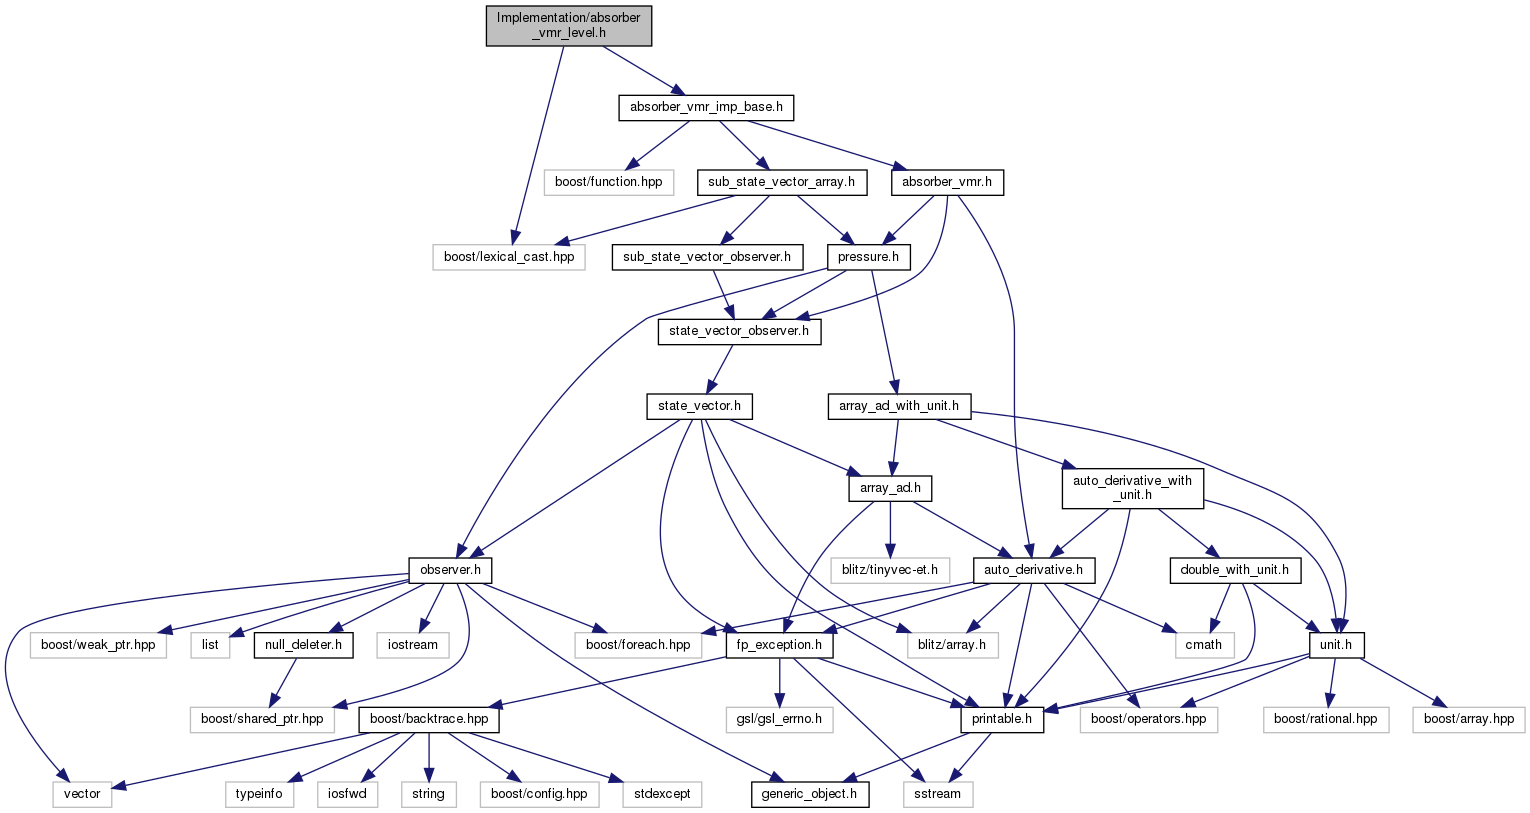 Implementation/absorber
_vmr_level.h
absorber_vmr_imp_base.h
boost/function.hpp
sub_state_vector_array.h
absorber_vmr.h
boost/lexical_cast.hpp
sub_state_vector_observer.h
pressure.h
state_vector_observer.h
state_vector.h
array_ad_with_unit.h
array_ad.h
auto_derivative_with
_unit.h
observer.h
blitz/tinyvec-et.h
auto_derivative.h
double_with_unit.h
boost/weak_ptr.hpp
list
null_deleter.h
iostream
boost/foreach.hpp
fp_exception.h
blitz/array.h
cmath
unit.h
boost/shared_ptr.hpp
boost/backtrace.hpp
gsl/gsl_errno.h
printable.h
boost/operators.hpp
boost/rational.hpp
boost/array.hpp
vector
typeinfo
iosfwd
string
boost/config.hpp
stdexcept
generic_object.h
sstream